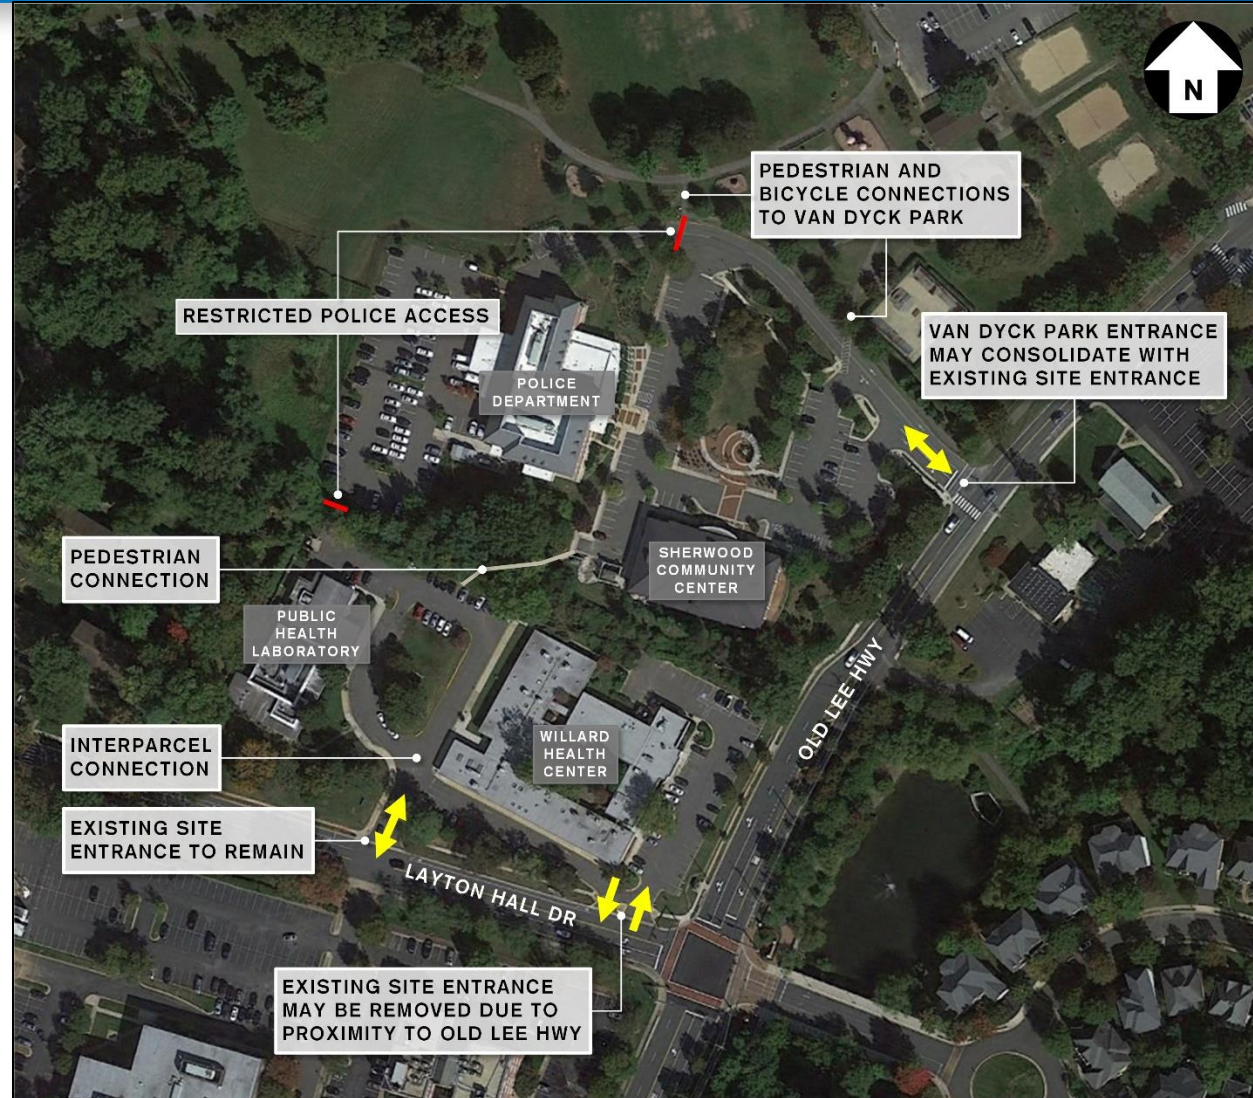 N
PEDESTRIAN AND
BICYCLE CONNECTIONS
TO VAN DYCK PARK
RESTRICTED POLICE ACCESS
VAN DYCK PARK ENTRANCE
MAY CONSOLIDATE WITH
EXISTING SITE ENTRANCE
POLICE
DEPARTMENT
PEDESTRIAN
CONNECTION
SHERWOOD
COMMUNITY
CENTER
PUBLIC
HEALTH
LABORATORY
OLD LEE HWY
INTERPARCEL
CONNECTION
WILLARD
HEALTH
CENTER
EXISTING SITE
ENTRANCE TO REMAIN
LAYTON HALL DR
EXISTING SITE ENTRANCE
MAY BE REMOVED DUE TO
PROXIMITY TO OLD LEE HWY